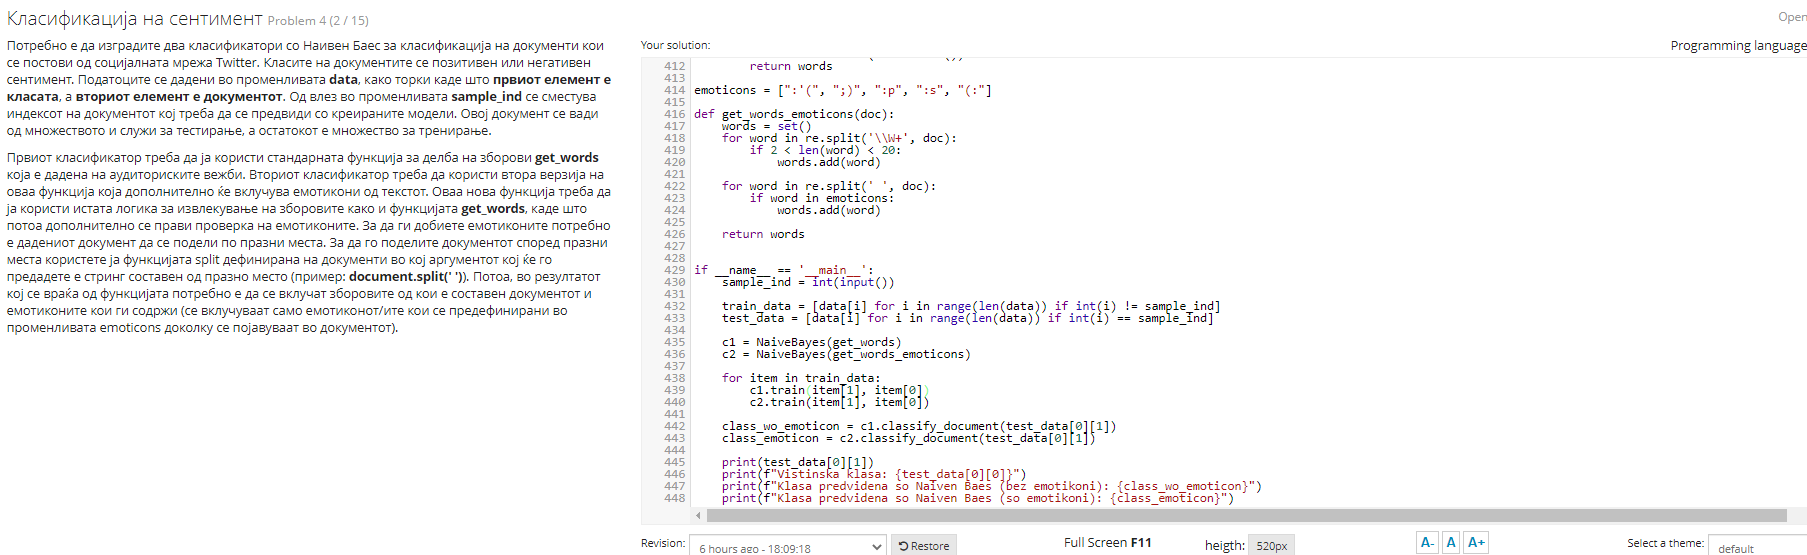 Класификација на сентимент Problem 4 (2 / 15)
Open
Потребно е да изградите два класификатори со Наивен Баес за класификација на документи кои
се постови од социјалната мрежа Twitter. Класите на документите се позитивен или негативен
сентимент. Податоците се дадени во променливата data, како торки каде што првиот елемент е
класата, а вториот елемент е документот. Од влез во променливата sample_ind се сместува
индексот на документот кој треба да се предвиди со креираните модели. Овој документ се вади
од множеството и служи за тестирање, а остатокот е множество за тренирање.
Првиот класификатор треба да ја користи стандарната функција за делба на зборови get_words
која е дадена на аудиториските вежби. Вториот класификатор треба да користи втора верзија на
оваа функција која дополнително ќе вклучува емотикони од текстот. Оваа нова функција треба да
ја користи истата логика за извлекување на зборовите како и функцијата get_words, каде што
потоа дополнително се прави проверка на емотиконите. За да ги добиете емотиконите потребно
е дадениот документ да се подели по празни места. За да го поделите документот според празни
места користете ја функцијата split дефинирана на документи во кој аргументот кој ќе го
предадете е стринг составен од празно место (пример: document.split(' ')). Потоа, во резултатот
кој се враќа од функцијата потребно е да се вклучат зборовите од кои е составен документот и
емотиконите кои ги содржи (се вклучуваат само емотиконот/ите кои се предефинирани во
променливата emoticons доколку се појавуваат во документот).
Your solution:
Programming language
412 return words
413
414 emoticons = [":'(", ";)", ":p", ":s", "(:"]
415
416 def get_words_emoticons(doc):
417 words = set()
418 for word in re.split('\\W+', doc):
419 if 2 < len(word) < 20:
420 words.add(word)
421
422 for word in re.split(' ', doc):
423 if word in emoticons:
424 words.add(word)
425
426 return words
427
428
429 if __name__ == '__main__':
430 sample_ind = int(input())
431
432 train_data = [data[i] for i in range(len(data)) if int(i) != sample_ind]
433 test_data = [data[i] for i in range(len(data)) if int(i) == sample_ind]
434
435 c1 = NaiveBayes(get_words)
436 c2 = NaiveBayes(get_words_emoticons)
437
438 for item in train_data:
439 c1.train(item[1], item[0])
440 c2.train(item[1], item[0])
441
442 class_wo_emoticon = c1.classify_document(test_data[0][1])
443 class_emoticon = c2.classify_document(test_data[0][1])
444
445 print(test_data[0][1])
446 print(f"Vistinska klasa: {test_data[0][0]}")
447 print(f"Klasa predvidena so Naiven Baes (bez emotikoni): {class_wo_emoticon}")
448 print(f"Klasa predvidena so Naiven Baes (so emotikoni): {class_emoticon}")
Revision: 6 hours ago - 18:09:18 Restore Full Screen F11 heigth: 520px A- A A+ Select a theme: default